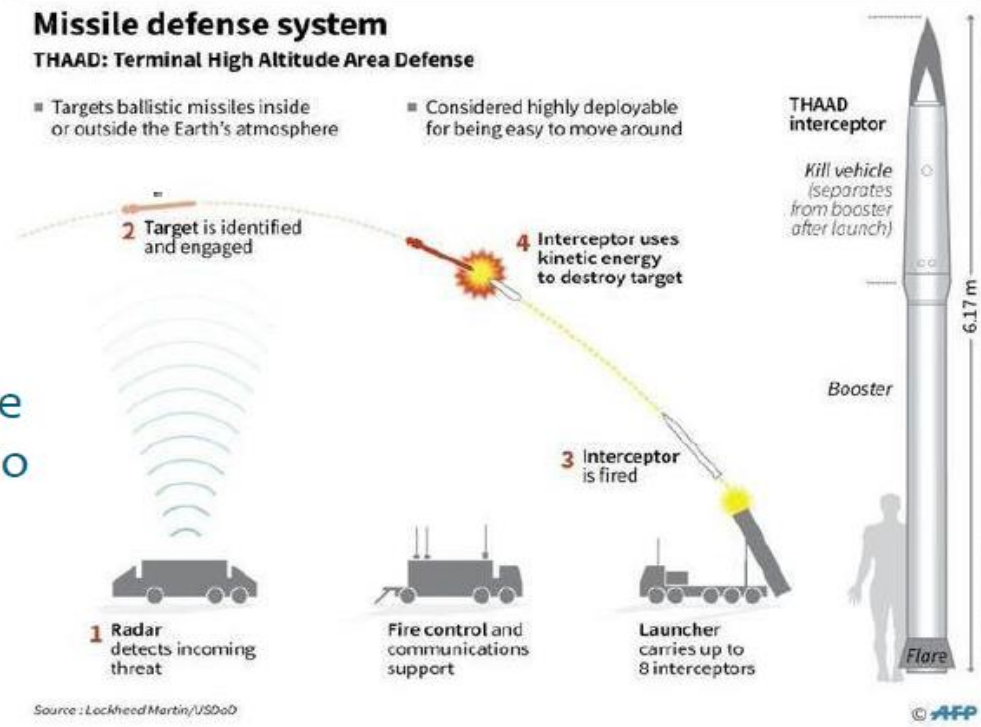 Missile defense system
THAAD: Terminal High Altitude Area Defense
Targets ballistic missiles inside
or outside the Earth's atmosphere
Considered highly deployable
for being easy to move around
THAAD
interceptor
Kill vehicle
(separates
from booster
after launch)
2 Target is identified
and engaged
4 Interceptor uses
kinetic energy
to destroy target
6.17 m
e
o
Booster
3 Interceptor
is fired
1 Radar
detects incoming
threat
Fire control and
communications
support
Launcher
carries up to
8 interceptors
Flare
Source : Lockheed Martin/USDoD
© AFP